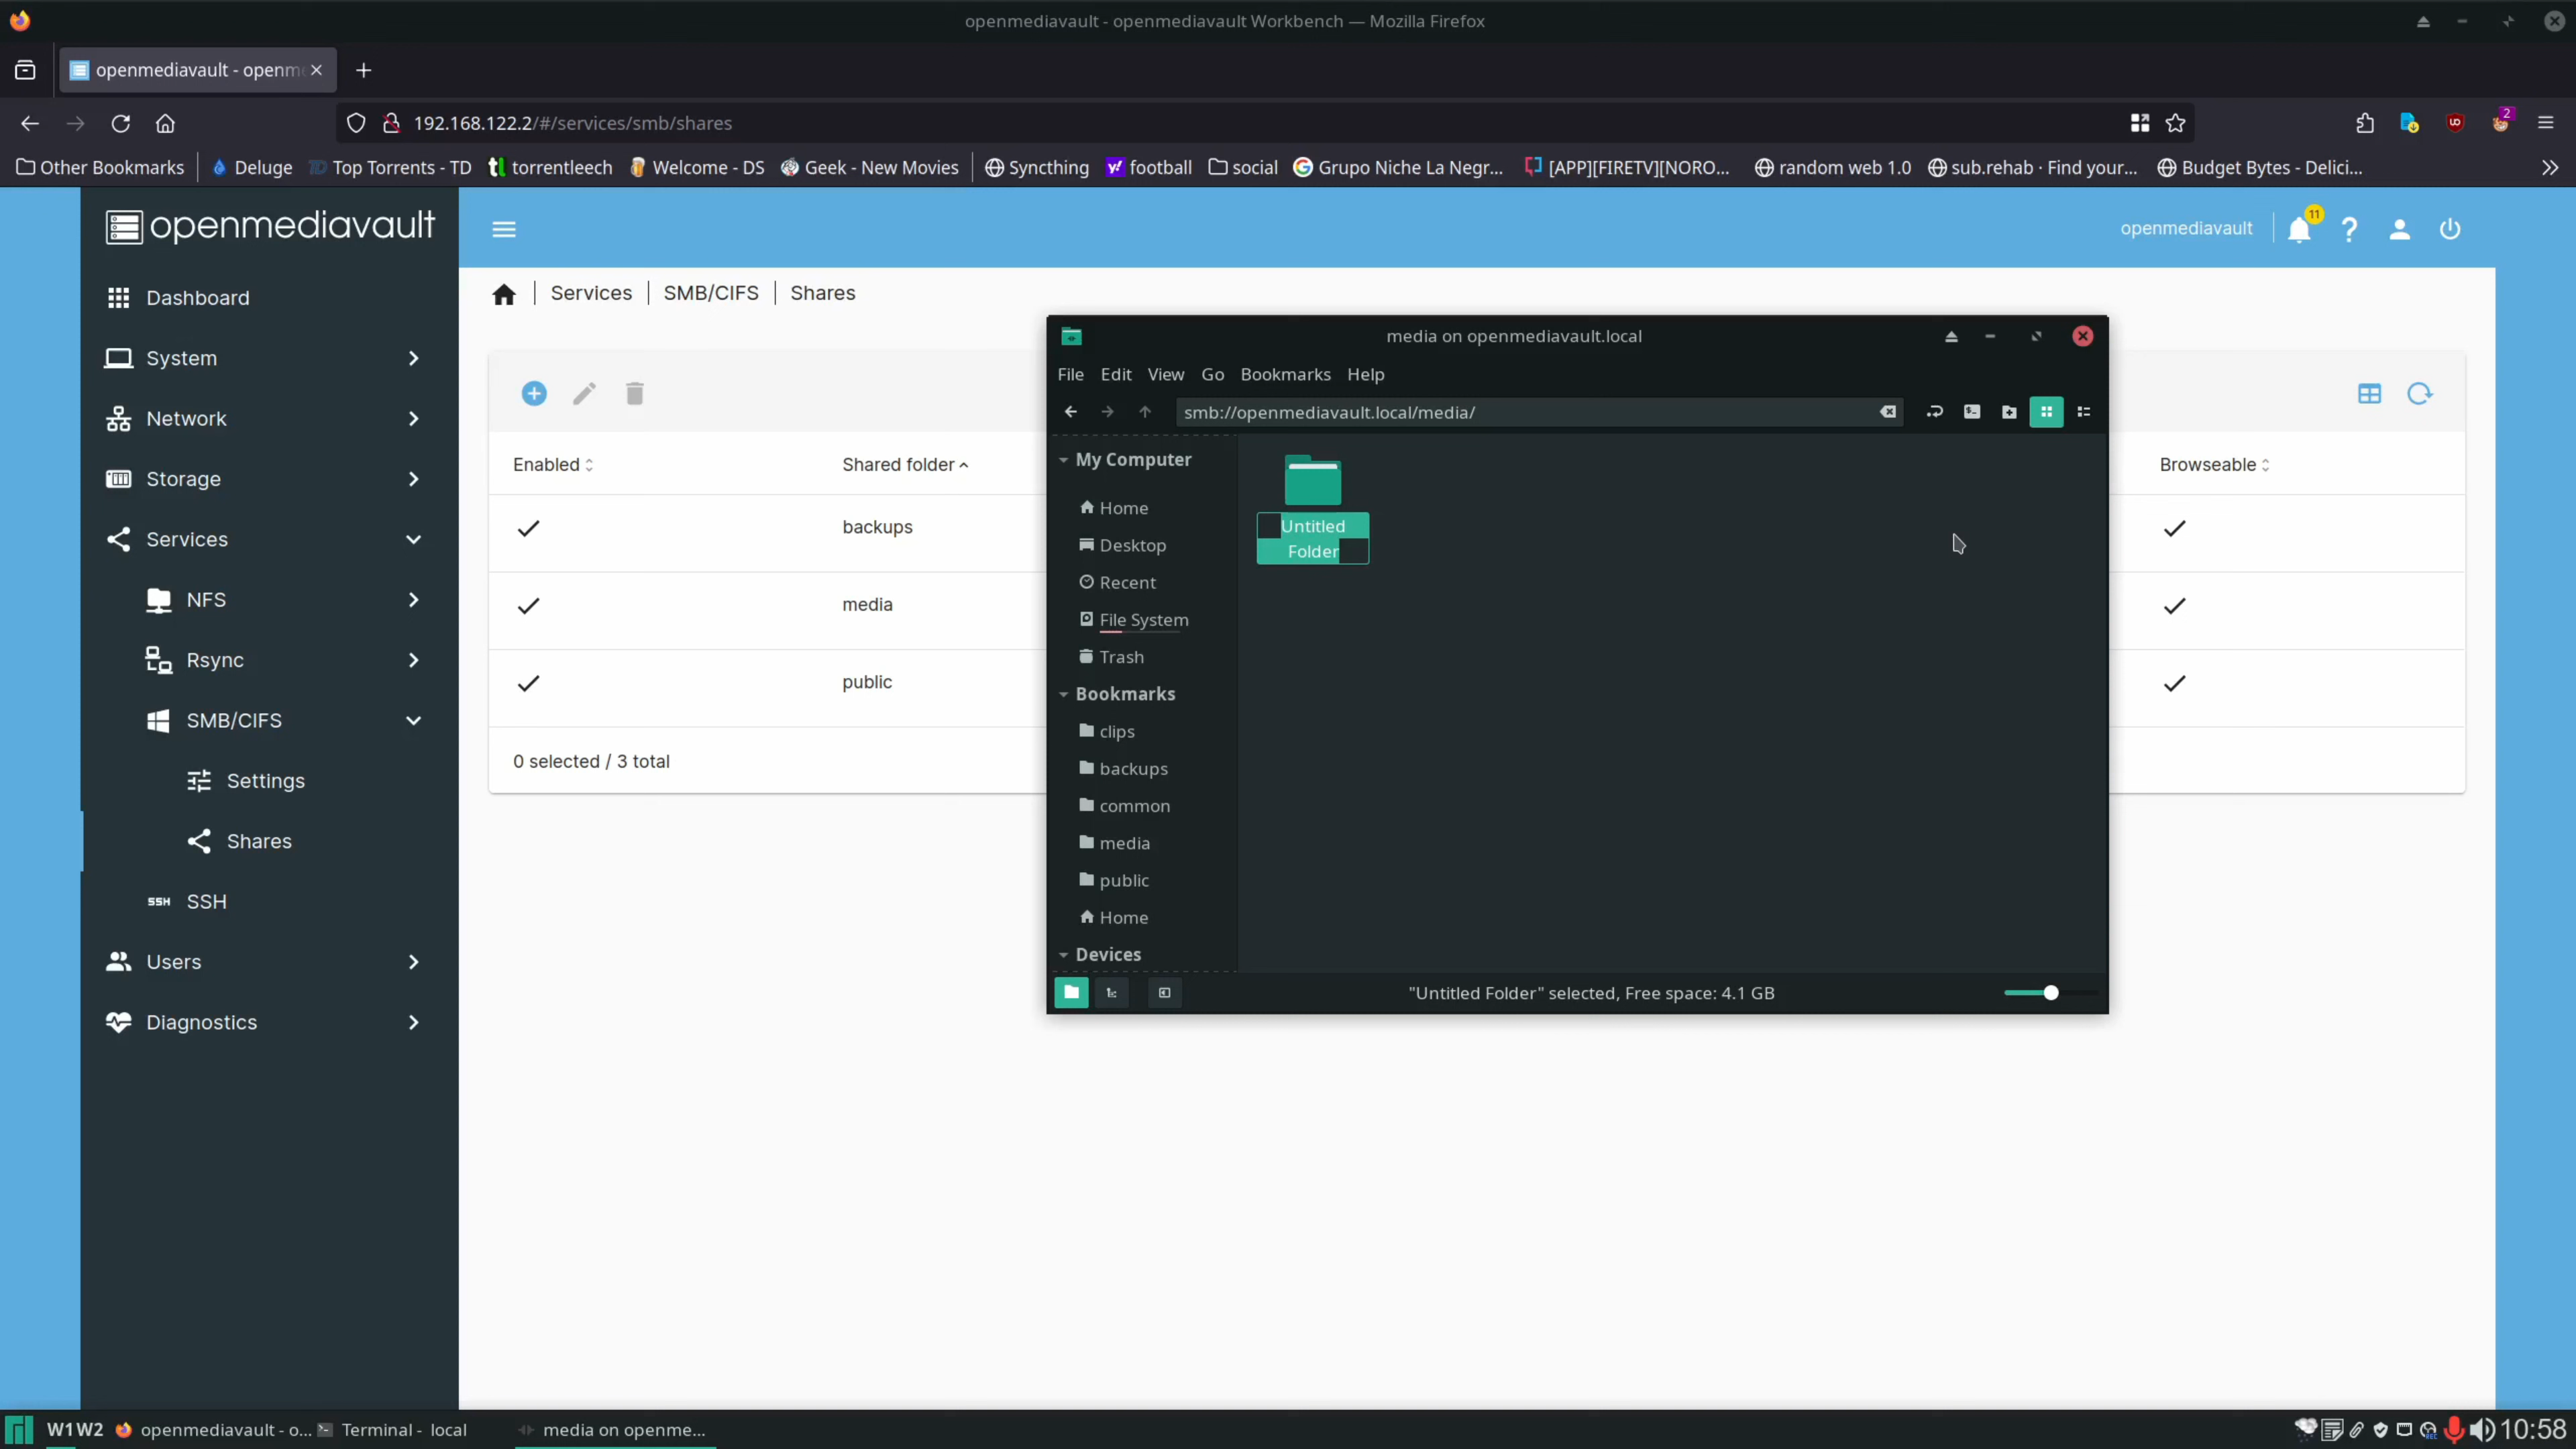 openmediavault - openmediavault Workbench — Mozilla Firefox
openmediavault - openm
192.168.122.2/#/services/smb/shares
2
Other Bookmarks
Deluge
Top Torrents - TD
torrentleech
Welcome - DS
Geek - New Movies
Syncthing
football
social
Grupo Niche La Negr...
[APP][FIRETV][NORO...
random web 1.0
sub.rehab · Find your...
Budget Bytes - Delici...
openmediavault
openmediavault
11
Dashboard
System
Network
Storage
Services
NFS
Rsync
SMB/CIFS
Settings
Shares
SSH SSH
Users
Diagnostics
Services | SMB/CIFS | Shares
Enabled
Shared folder
Browseable
backups
media
public
0 selected / 3 total
media on openmediavault.local
File Edit View Go Bookmarks Help
smb://openmediavault.local/media/
My Computer
Home
Desktop
Recent
File System
Trash
Bookmarks
clips
backups
common
media
public
Home
Devices
Untitled
Folder
"Untitled Folder" selected, Free space: 4.1 GB
W1 W2
openmediavault - o...
Terminal - local
media on openme...
10:58